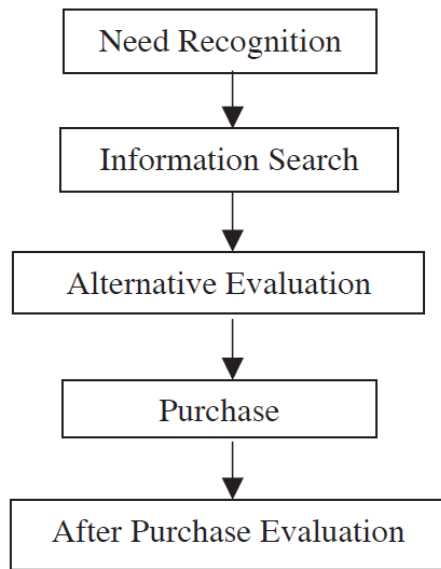 Need Recognition
Information Search
Alternative Evaluation
Purchase
After Purchase Evaluation